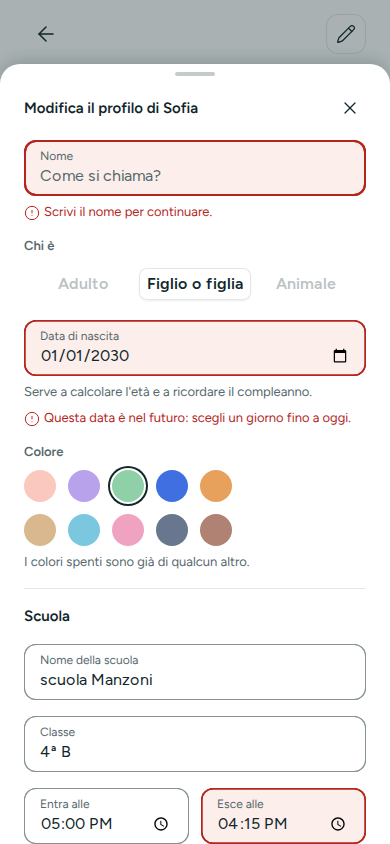 Modifica il profilo di Sofia
Nome
Come si chiama?
Scrivi il nome per continuare.
Chi è
Adulto
Figlio o figlia
Animale
Data di nascita
01/01/2030
Serve a calcolare l'età e a ricordare il compleanno.
Questa data è nel futuro: scegli un giorno fino a oggi.
Colore
I colori spenti sono già di qualcun altro.
Scuola
Nome della scuola
scuola Manzoni
Classe
4ª B
Entra alle
05:00 PM
Esce alle
04:15 PM